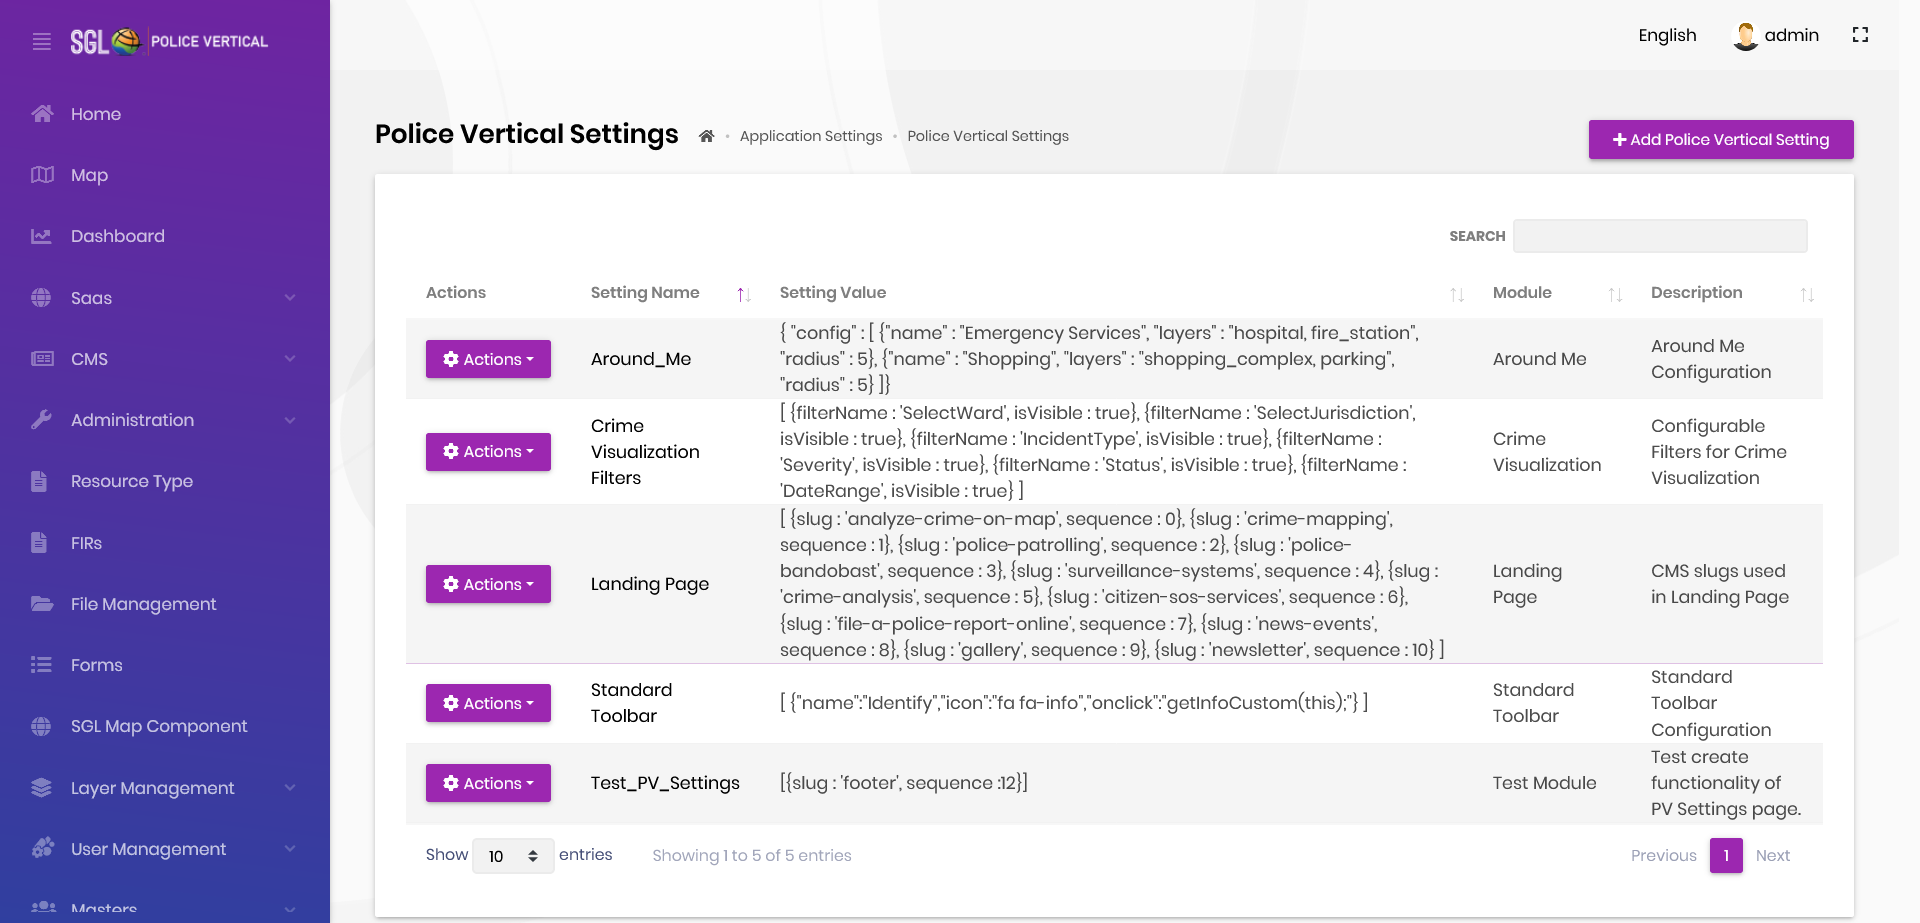 SGL POLICE VERTICAL
English
admin
Home
Map
Dashboard
Saas
CMS
Administration
Resource Type
FIRs
File Management
Forms
SGL Map Component
Layer Management
User Management
Masters
Police Vertical Settings
Application Settings
Police Vertical Settings
Add Police Vertical Setting
SEARCH
Actions
Setting Name
Setting Value
Module
Description
Actions
Around_Me
{ "config" : [ {"name" : "Emergency Services", "layers" : "hospital, fire_station",
"radius" : 5}, {"name" : "Shopping", "layers" : "shopping_complex, parking",
"radius" : 5} ]}
Around Me
Around Me
Configuration
Actions
Crime
Visualization
Filters
[ {filterName : 'SelectWard', isVisible : true}, {filterName : 'SelectJurisdiction',
isVisible : true}, {filterName : 'IncidentType', isVisible : true}, {filterName :
'Severity', isVisible : true}, {filterName : 'Status', isVisible : true}, {filterName :
'DateRange', isVisible : true} ]
Crime
Visualization
Configurable
Filters for Crime
Visualization
Actions
Landing Page
[ {slug : 'analyze-crime-on-map', sequence : 0}, {slug : 'crime-mapping',
sequence : 1}, {slug : 'police-patrolling', sequence : 2}, {slug : 'police-
bandobast', sequence : 3}, {slug : 'surveillance-systems', sequence : 4}, {slug :
'crime-analysis', sequence : 5}, {slug : 'citizen-sos-services', sequence : 6},
{slug : 'file-a-police-report-online', sequence : 7}, {slug : 'news-events',
sequence : 8}, {slug : 'gallery', sequence : 9}, {slug : 'newsletter', sequence : 10} ]
Landing
Page
CMS slugs used
in Landing Page
Actions
Standard
Toolbar
[ {"name":"Identify","icon":"fa fa-info","onclick":"getInfoCustom(this);"} ]
Standard
Toolbar
Standard
Toolbar
Configuration
Actions
Test_PV_Settings
[{slug : 'footer', sequence :12}]
Test Module
Test create
functionality of
PV Settings page.
Show 10 entries
Showing 1 to 5 of 5 entries
Previous 1 Next